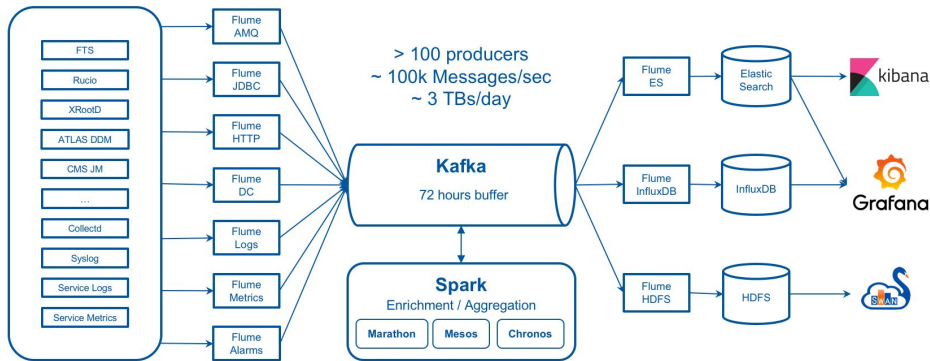 FTS
Rucio
XRootD
ATLAS DDM
CMS JM
...
Collectd
Syslog
Service Logs
Service Metrics
Flume
AMQ
Flume
JDBC
Flume
HTTP
Flume
DC
Flume
Logs
Flume
Metrics
Flume
Alarms
> 100 producers
~ 100k Messages/sec
~ 3 TBs/day
Kafka
72 hours buffer
Spark
Enrichment / Aggregation
Marathon
Mesos
Chronos
Flume
ES
Flume
InfluxDB
Flume
HDFS
Elastic
Search
InfluxDB
HDFS
kibana
Grafana
SWAN